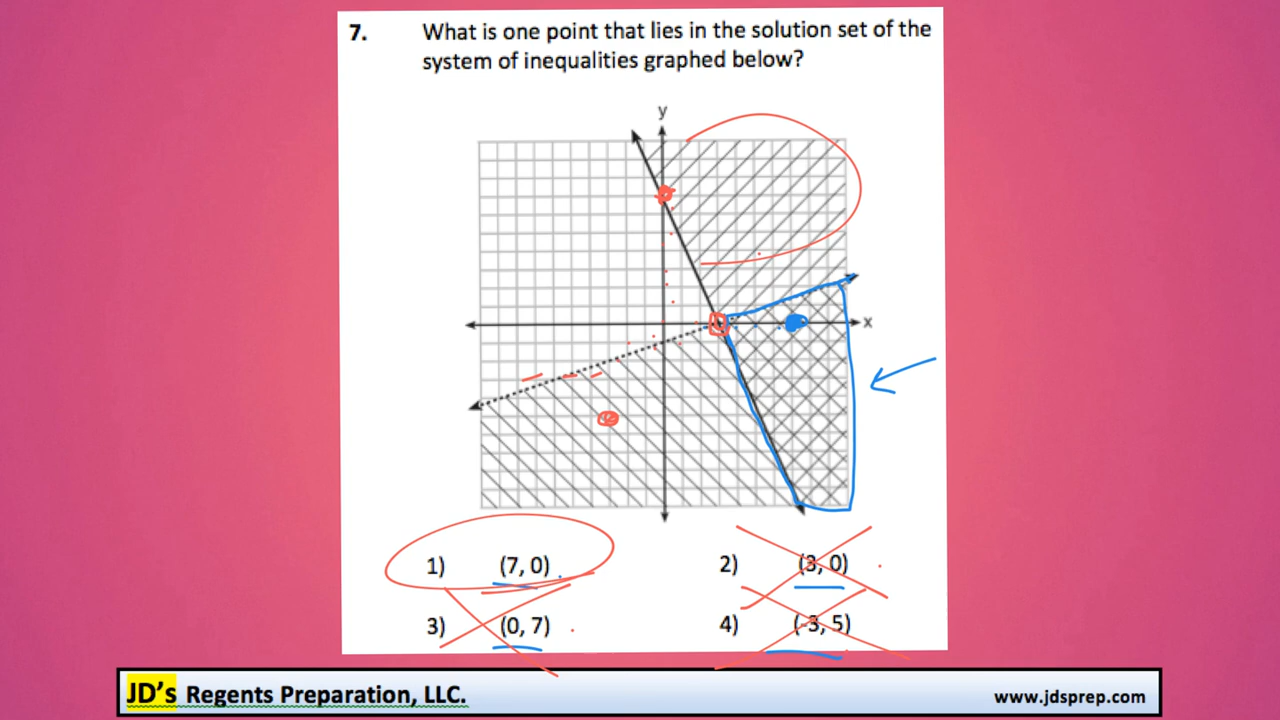 7. What is one point that lies in the solution set of the
system of inequalities graphed below?
y
x
1) (7, 0) 2) (3, 0)
3) (0, 7) 4) (-3, 5)
JD's Regents Preparation, LLC. www.jdsprep.com